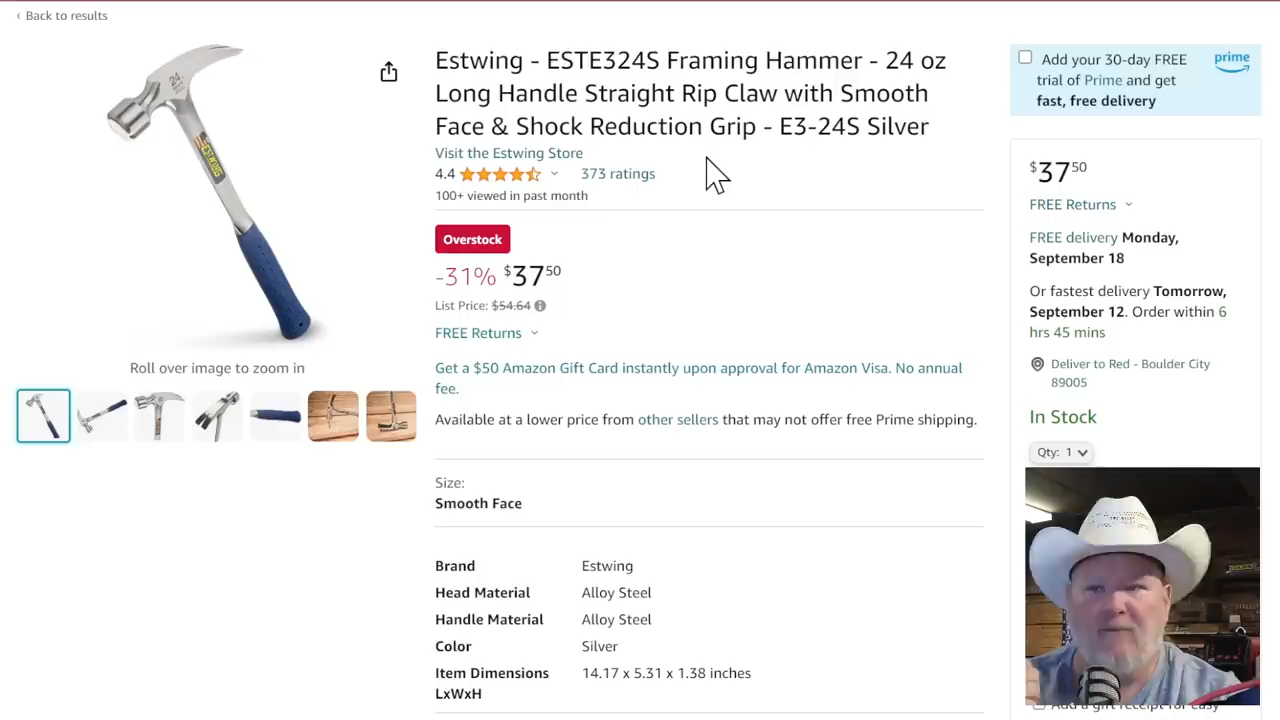 ‹ Back to results
24
ESTWING
Roll over image to zoom in
Estwing - ESTE324S Framing Hammer - 24 oz
Long Handle Straight Rip Claw with Smooth
Face & Shock Reduction Grip - E3-24S Silver
Visit the Estwing Store
4.4 373 ratings
100+ viewed in past month
Overstock
-31% $37 50
List Price: $54.64
FREE Returns
Get a $50 Amazon Gift Card instantly upon approval for Amazon Visa. No annual
fee.
Available at a lower price from other sellers that may not offer free Prime shipping.
Size:
Smooth Face
Brand Estwing
Head Material Alloy Steel
Handle Material Alloy Steel
Color Silver
Item Dimensions 14.17 x 5.31 x 1.38 inches
LxWxH
Add your 30-day FREE
trial of Prime and get
fast, free delivery
prime
$37 50
FREE Returns
FREE delivery Monday,
September 18
Or fastest delivery Tomorrow,
September 12. Order within 6
hrs 45 mins
Deliver to Red - Boulder City
89005
In Stock
Qty: 1
Add a gift receipt for easy